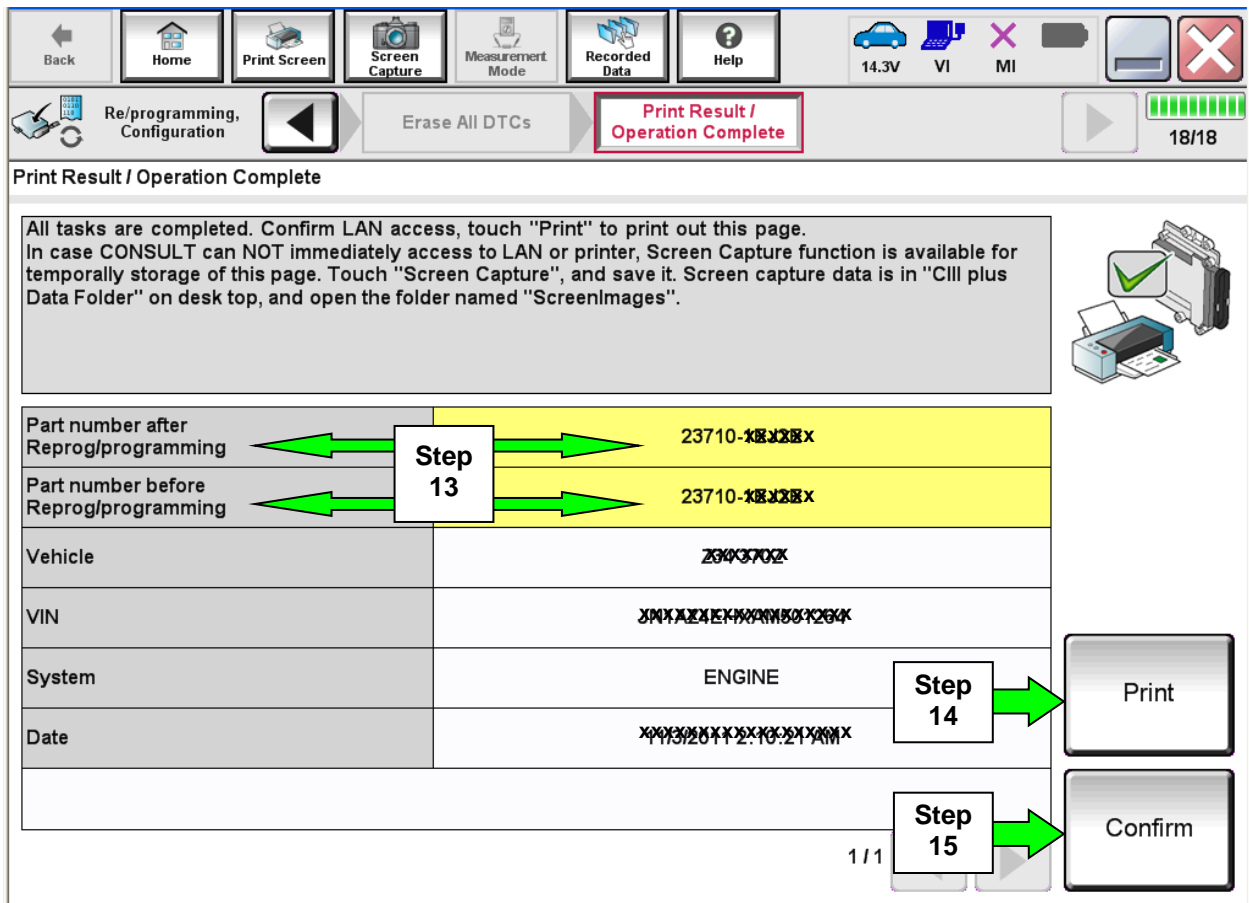 Back
Home
Print Screen
Screen
Capture
Measurement
Mode
Recorded
Data
Help
14.3V
VI
MI
Re/programming,
Configuration
Erase All DTCs
Print Result /
Operation Complete
18/18
Print Result / Operation Complete
All tasks are completed. Confirm LAN access, touch "Print" to print out this page.
In case CONSULT can NOT immediately access to LAN or printer, Screen Capture function is available for
temporally storage of this page. Touch "Screen Capture", and save it. Screen capture data is in "CIII plus
Data Folder" on desk top, and open the folder named "ScreenImages".
Part number after
Reprog/programming
Step
13
23710-
Part number before
Reprog/programming
23710-
Vehicle
VIN
System
ENGINE
Step
14
Print
Date
Step
15
Confirm
1/1